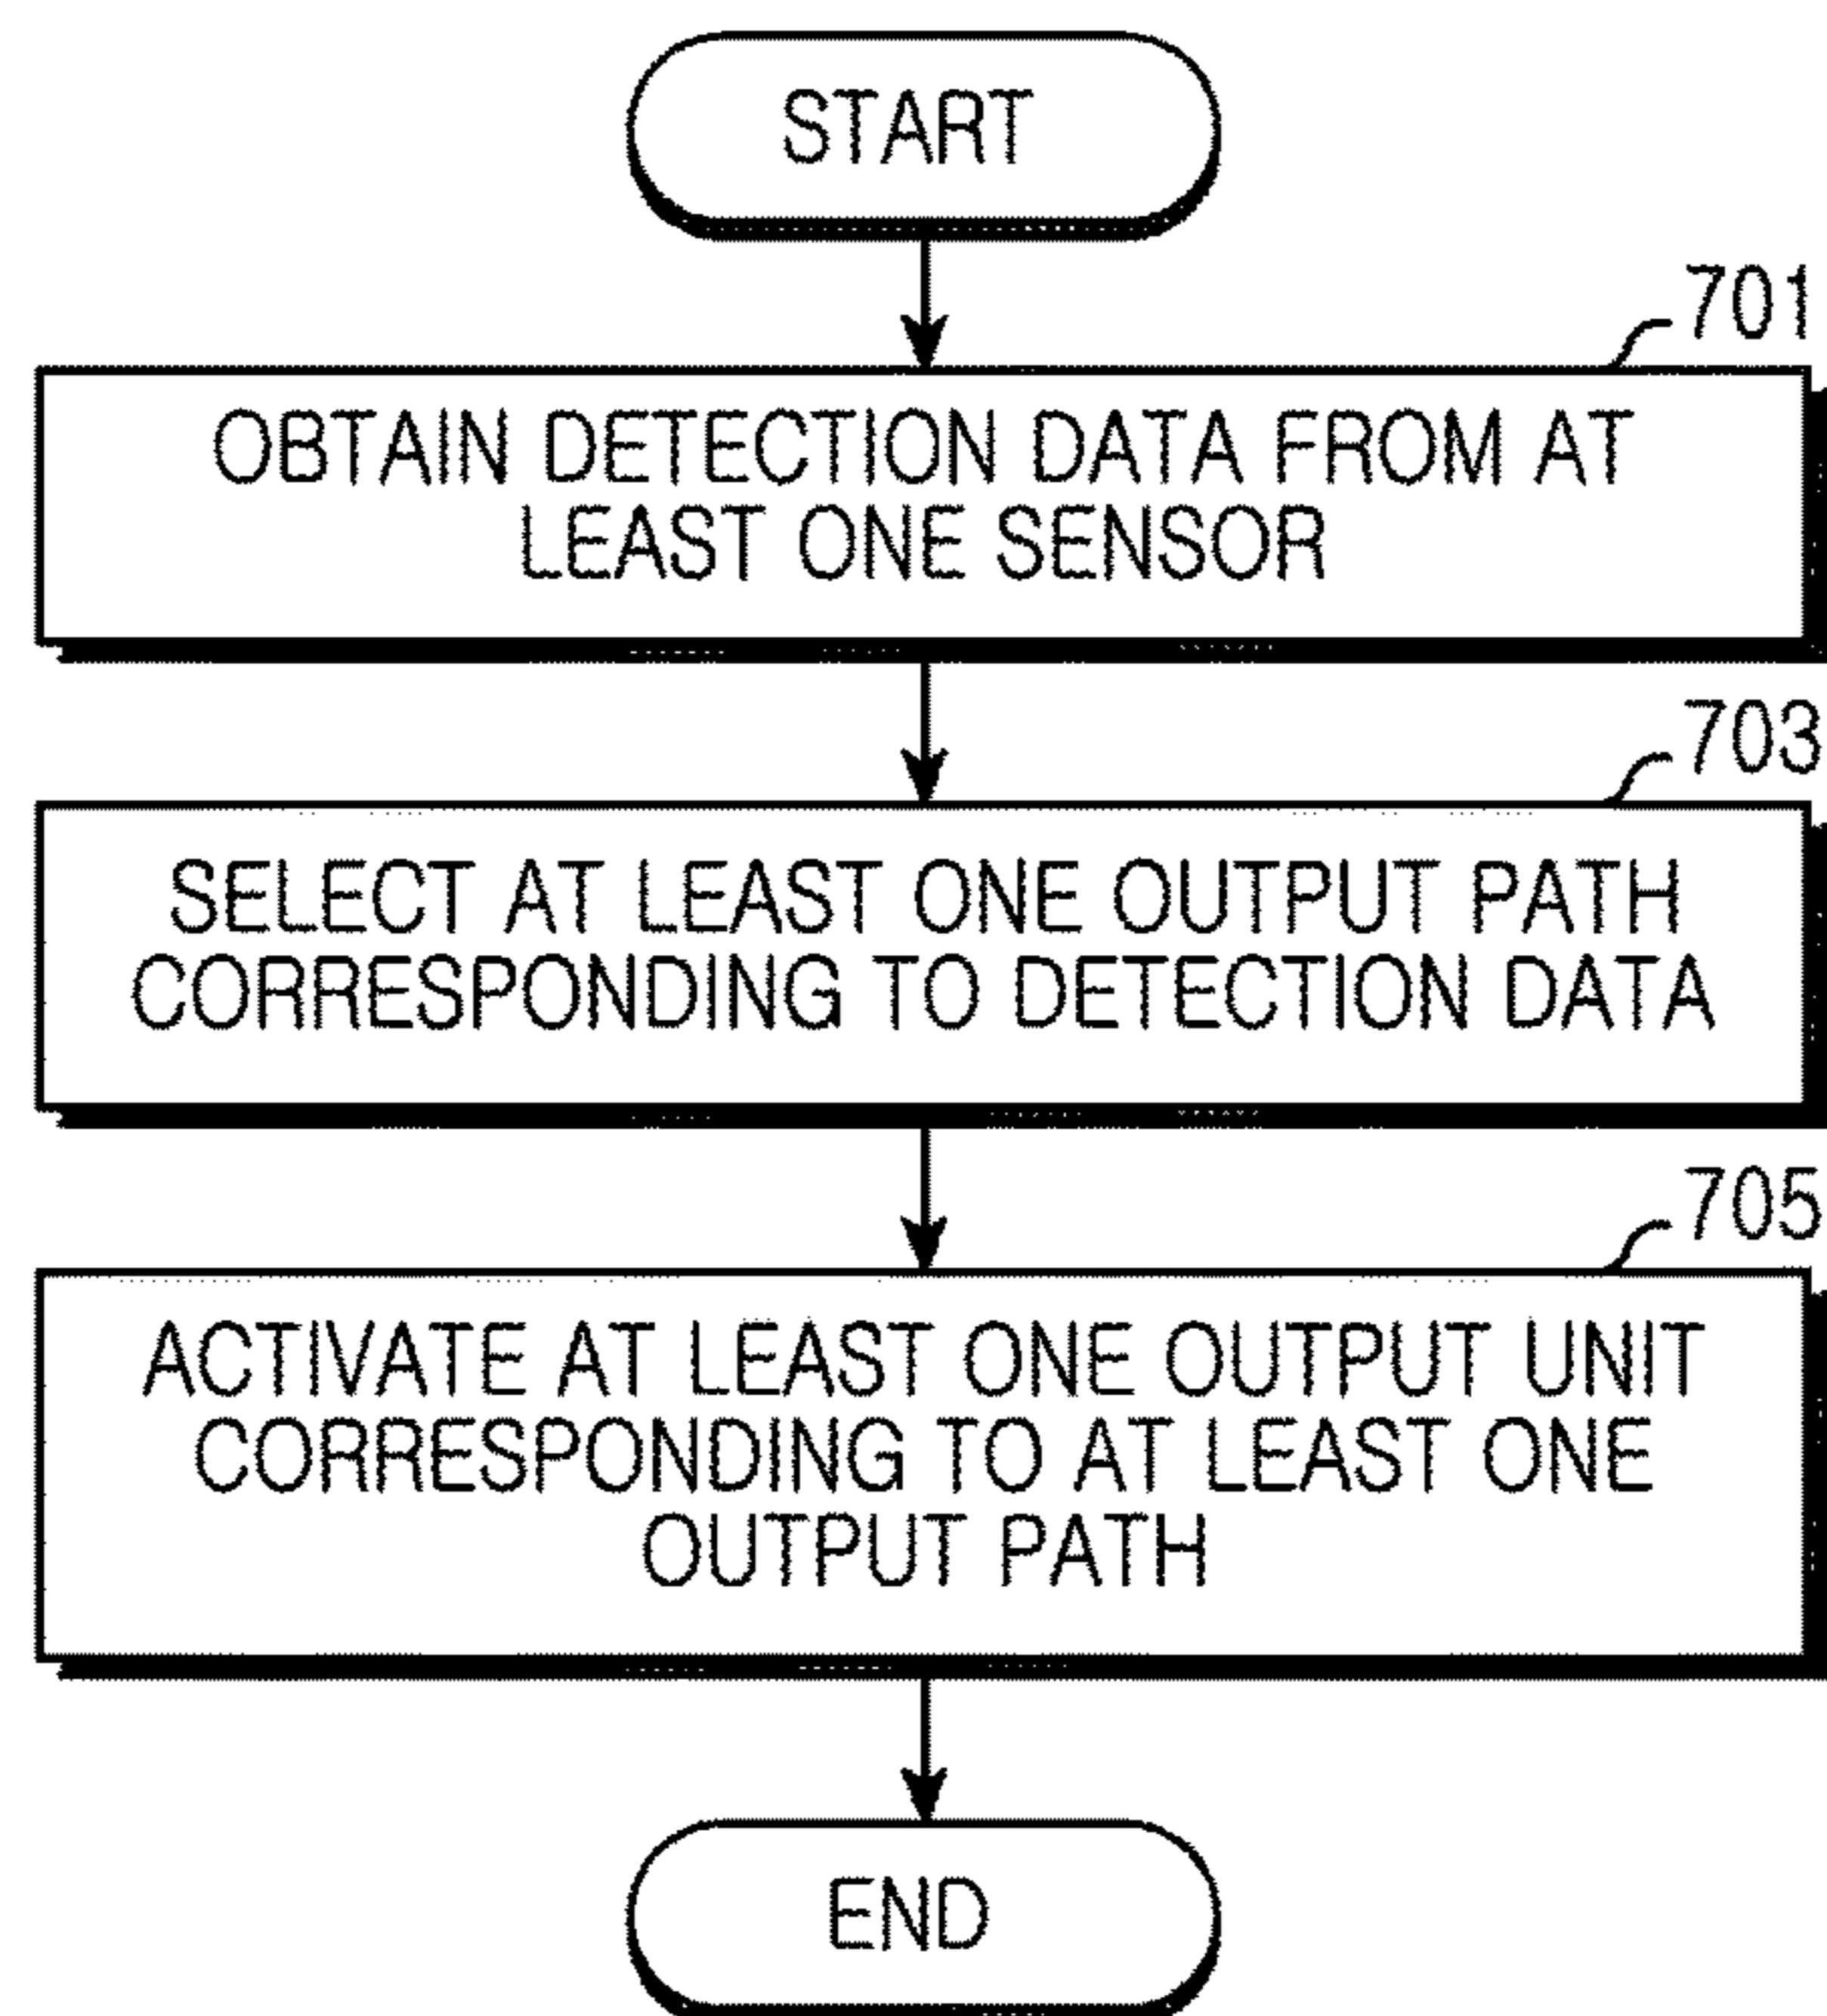 START
701
OBTAIN DETECTION DATA FROM AT
LEAST ONE SENSOR
703
SELECT AT LEAST ONE OUTPUT PATH
CORRESPONDING TO DETECTION DATA
705
ACTIVATE AT LEAST ONE OUTPUT UNIT
CORRESPONDING TO AT LEAST ONE
OUTPUT PATH
END